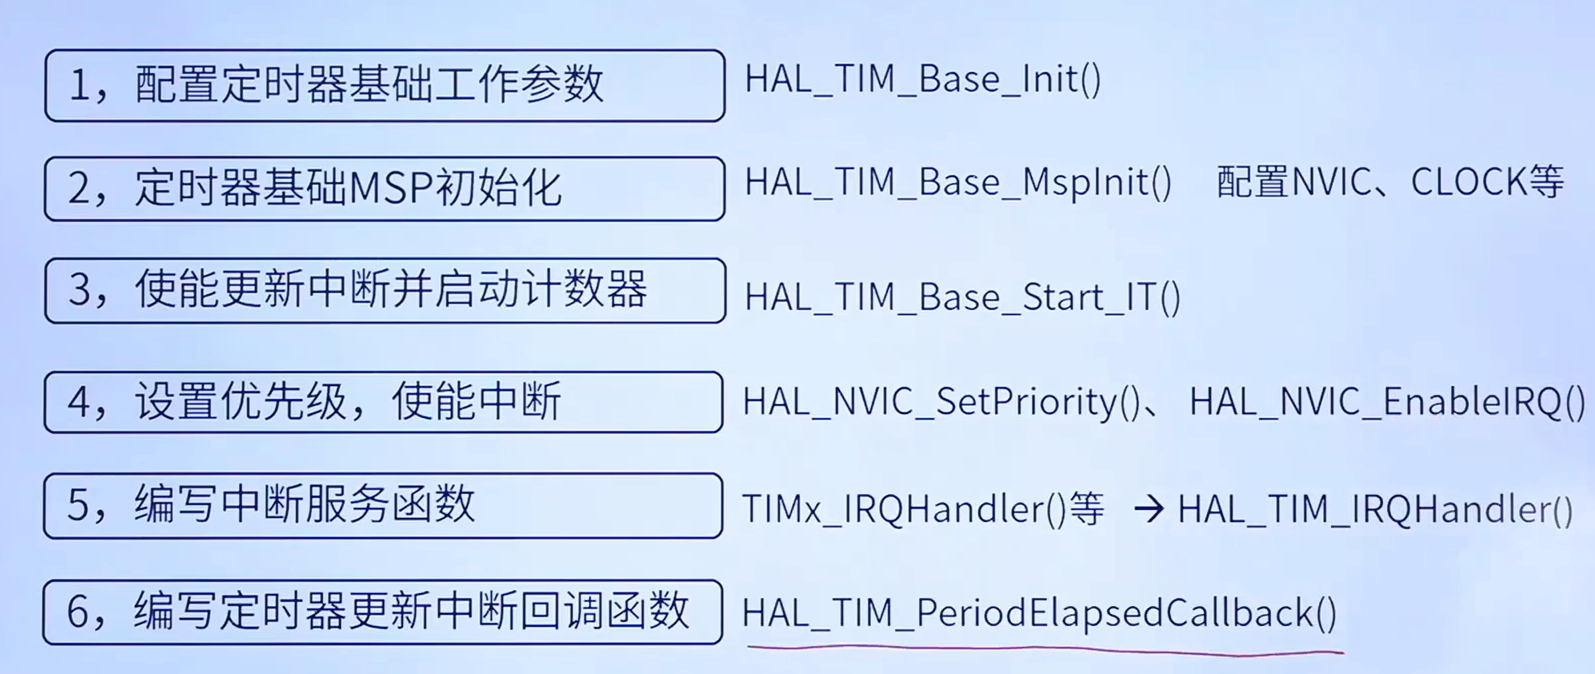 1，配置定时器基础工作参数 HAL_TIM_Base_Init()
2，定时器基础MSP初始化 HAL_TIM_Base_MspInit() 配置NVIC、CLOCK等
3，使能更新中断并启动计数器 HAL_TIM_Base_Start_IT()
4，设置优先级，使能中断 HAL_NVIC_SetPriority()、 HAL_NVIC_EnableIRQ()
5，编写中断服务函数 TIMx_IRQHandler()等 → HAL_TIM_IRQHandler()
6，编写定时器更新中断回调函数 HAL_TIM_PeriodElapsedCallback()